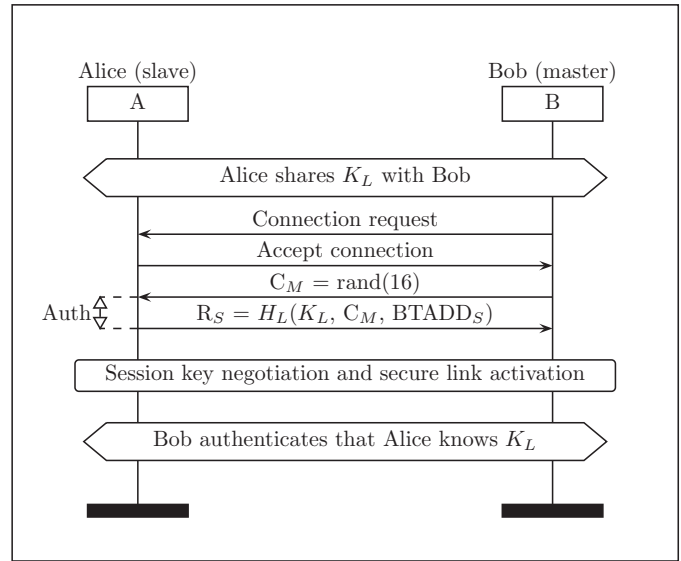 Alice (slave) Bob (master)
A B
Alice shares K_L with Bob
Connection request
Accept connection
C_M = rand(16)
Auth
R_S = H_L(K_L, C_M, BTADD_S)
Session key negotiation and secure link activation
Bob authenticates that Alice knows K_L